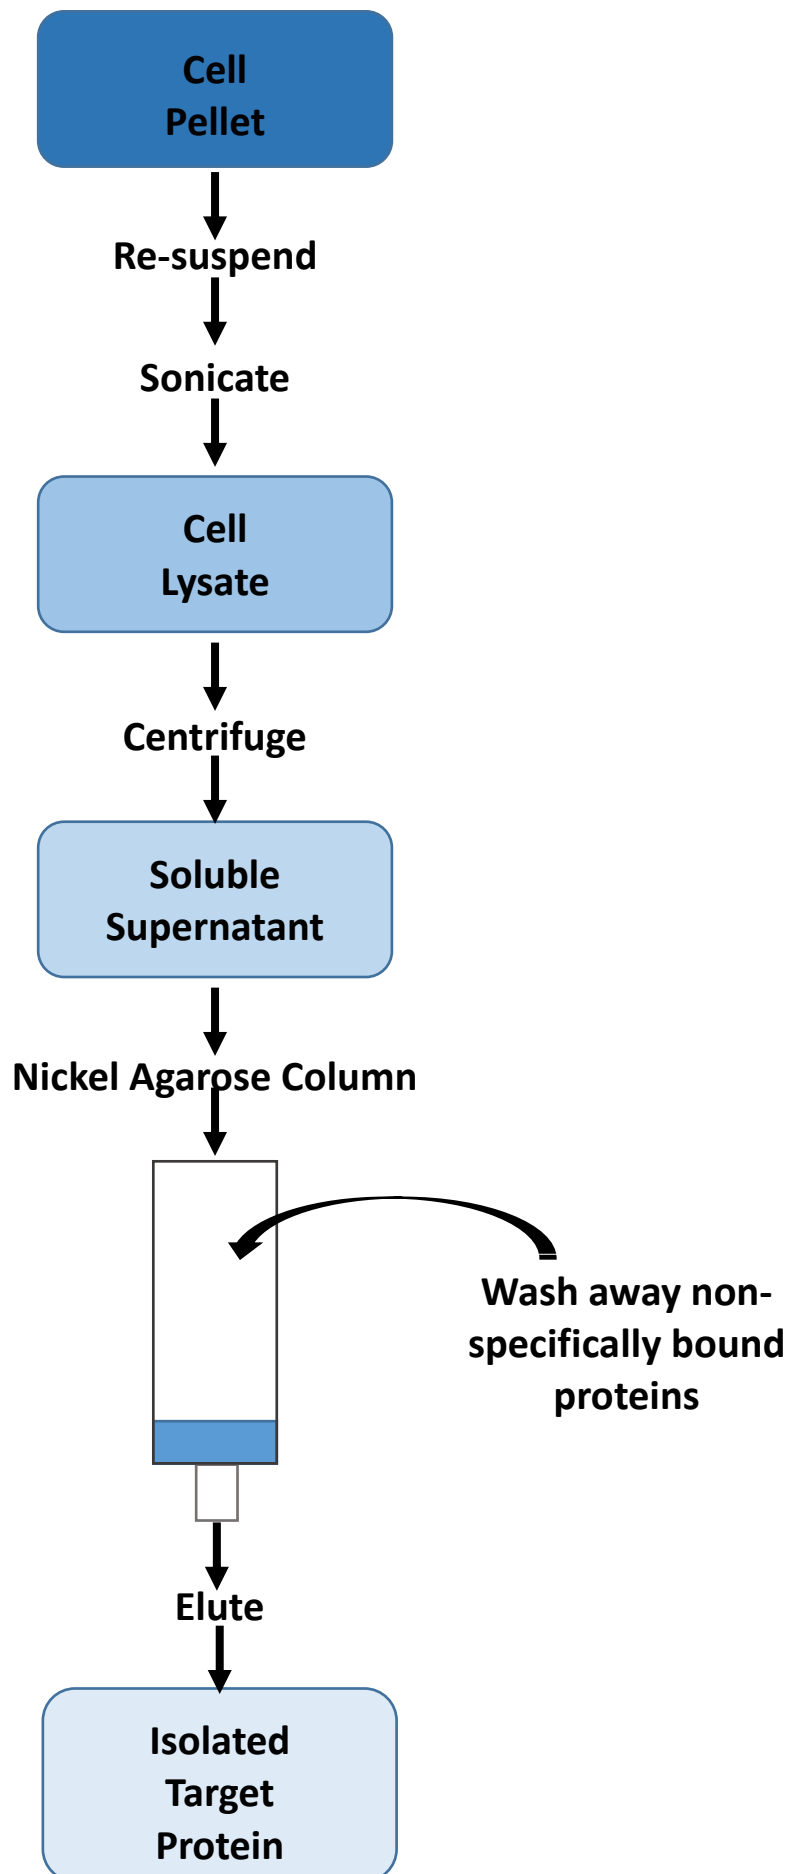 Cell
Pellet
Re-suspend
Sonicate
Cell
Lysate
Centrifuge
Soluble
Supernatant
Nickel Agarose Column
Wash away non-
specifically bound
proteins
Elute
Isolated
Target
Protein